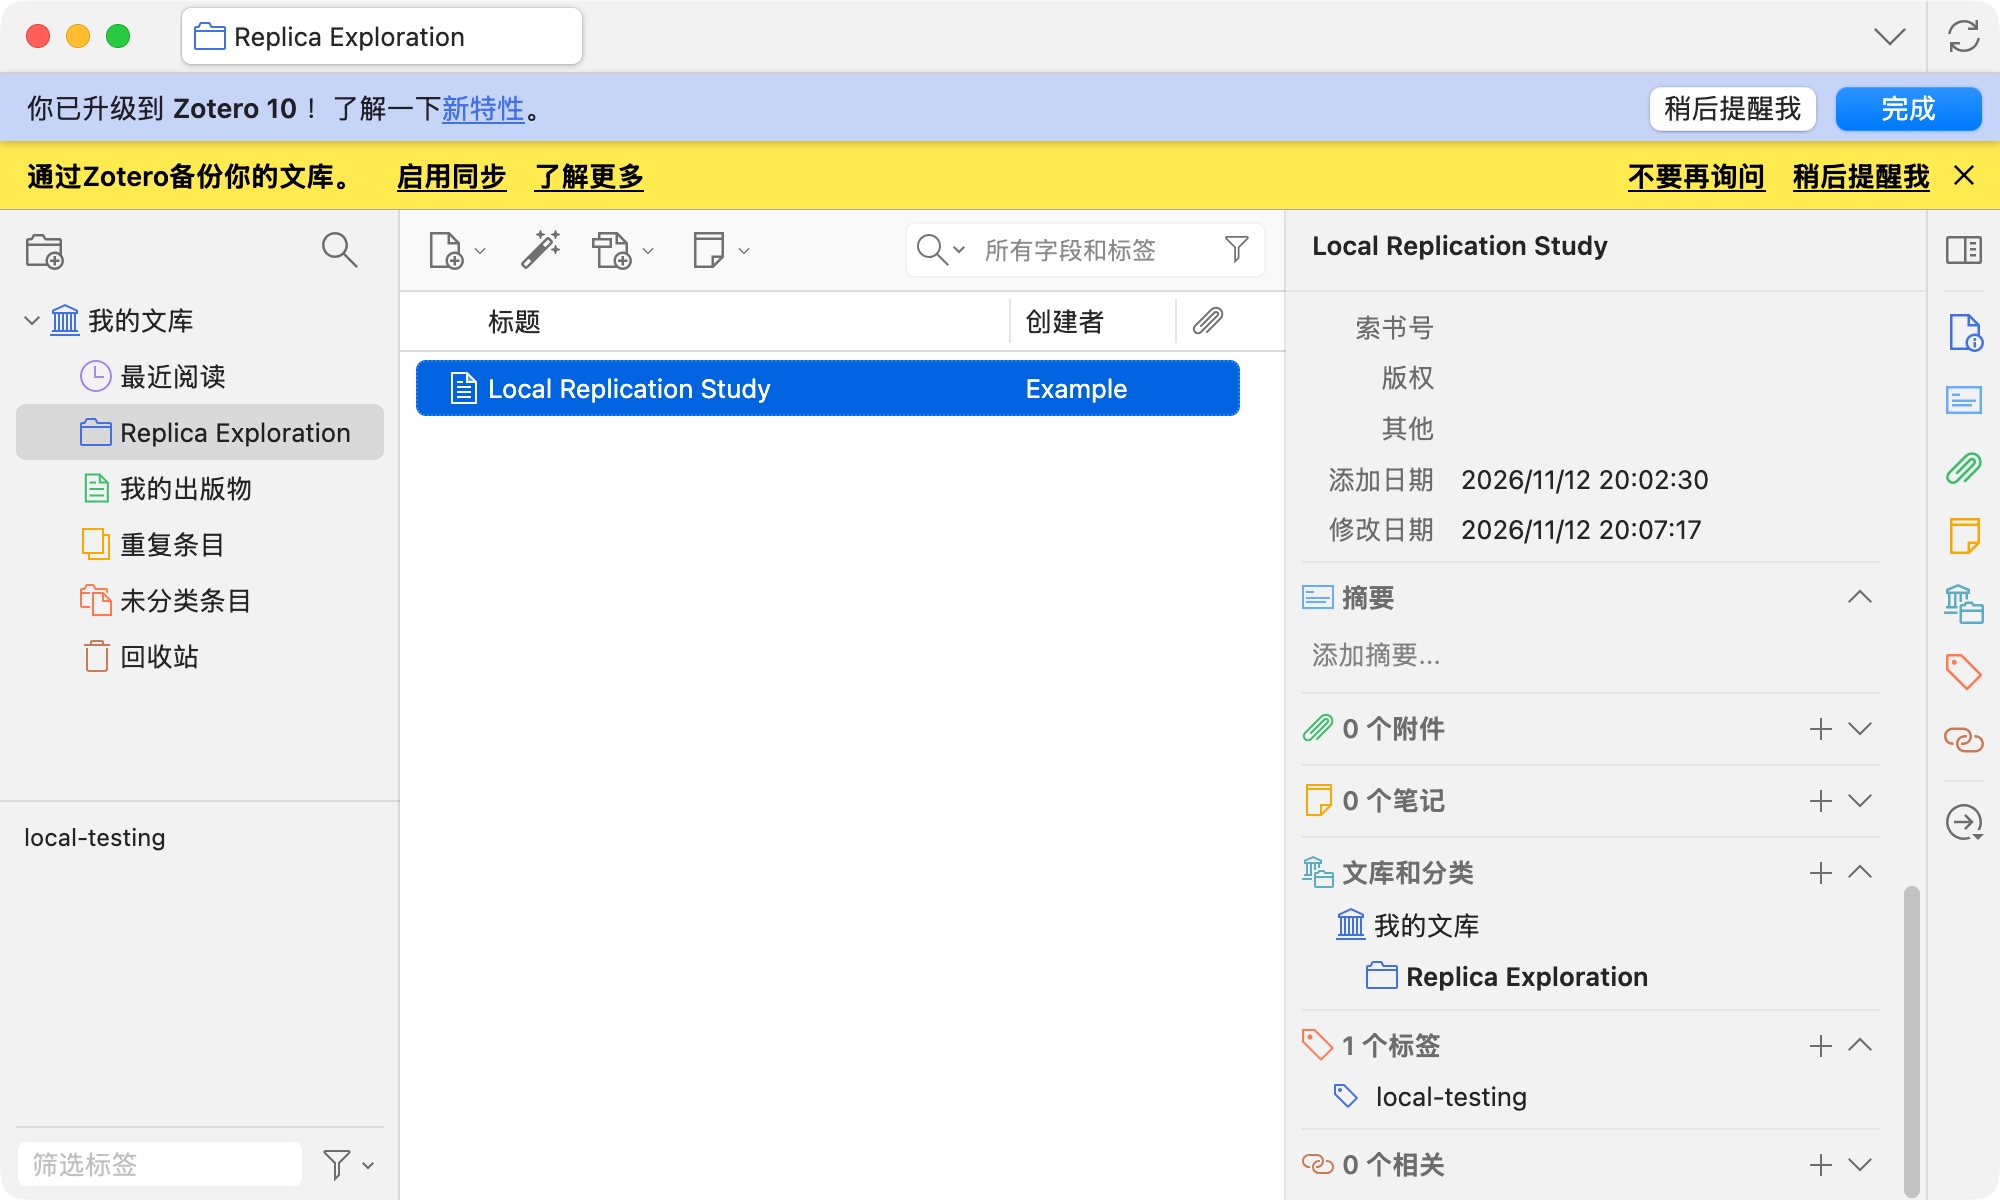 Replica Exploration
你已升级到 Zotero 10！了解一下新特性。
稍后提醒我
完成
通过Zotero备份你的文库。
启用同步
了解更多
不要再询问
稍后提醒我
我的文库
最近阅读
Replica Exploration
我的出版物
重复条目
未分类条目
回收站
local-testing
筛选标签
所有字段和标签
标题
创建者
Local Replication Study
Example
Local Replication Study
索书号
版权
其他
添加日期 2026/11/12 20:02:30
修改日期 2026/11/12 20:07:17
摘要
添加摘要...
0 个附件
0 个笔记
文库和分类
我的文库
Replica Exploration
1 个标签
local-testing
0 个相关